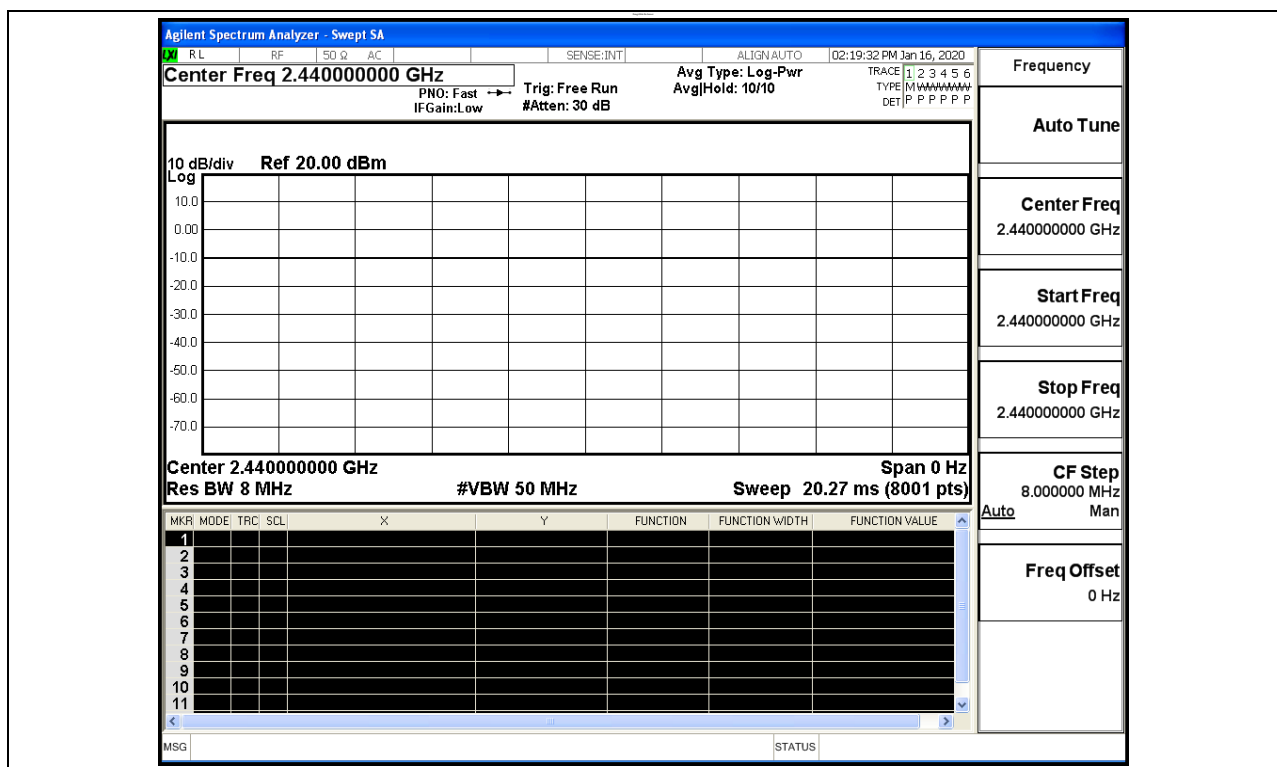 Agilent Spectrum Analyzer - Swept SA
LXI RL RF 50 Ω AC SENSE:INT ALIGNAUTO 02:19:32 PM Jan 16, 2020
Center Freq 2.440000000 GHz
PNO: Fast
IFGain:Low
Trig: Free Run
#Atten: 30 dB
Avg Type: Log-Pwr
Avg|Hold: 10/10
TRACE 1 2 3 4 5 6
TYPE M W W W W W
DET P P P P P P
10 dB/div Ref 20.00 dBm
Log
10.0
0.00
-10.0
-20.0
-30.0
-40.0
-50.0
-60.0
-70.0
Center 2.440000000 GHz Span 0 Hz
Res BW 8 MHz #VBW 50 MHz Sweep 20.27 ms (8001 pts)
MKR MODE TRC SCL X Y FUNCTION FUNCTION WIDTH FUNCTION VALUE
1
2
3
4
5
6
7
8
9
10
11
MSG STATUS
Frequency
Auto Tune
Center Freq
2.440000000 GHz
Start Freq
2.440000000 GHz
Stop Freq
2.440000000 GHz
CF Step
8.000000 MHz
Auto Man
Freq Offset
0 Hz